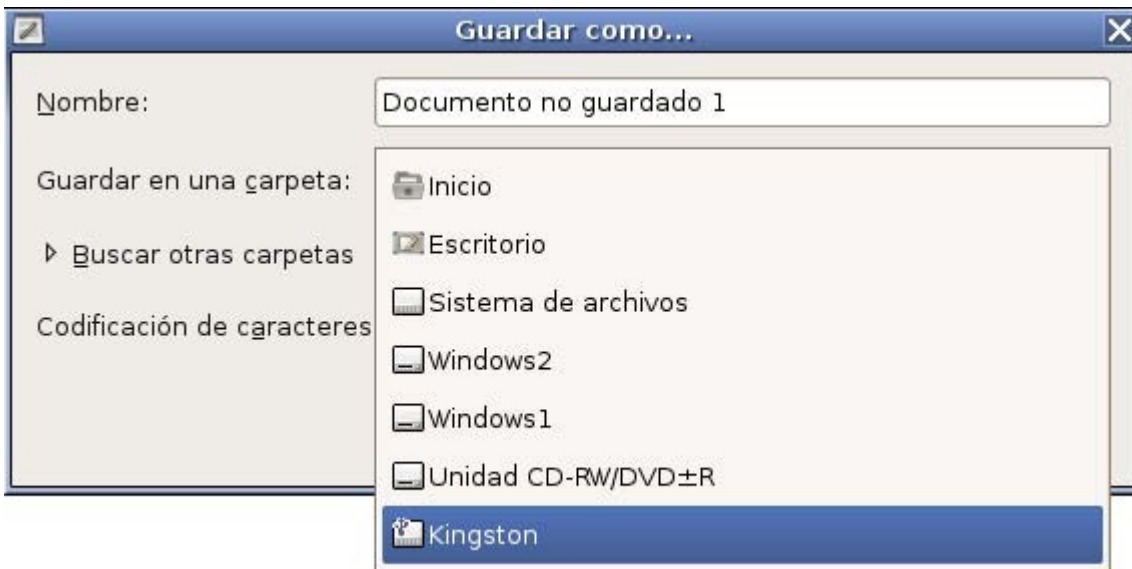 Guardar como...
Nombre:
Documento no guardado 1
Guardar en una carpeta:
Inicio
Escritorio
Buscar otras carpetas
Sistema de archivos
Codificación de caracteres
Windows2
Windows1
Unidad CD-RW/DVD±R
Kingston